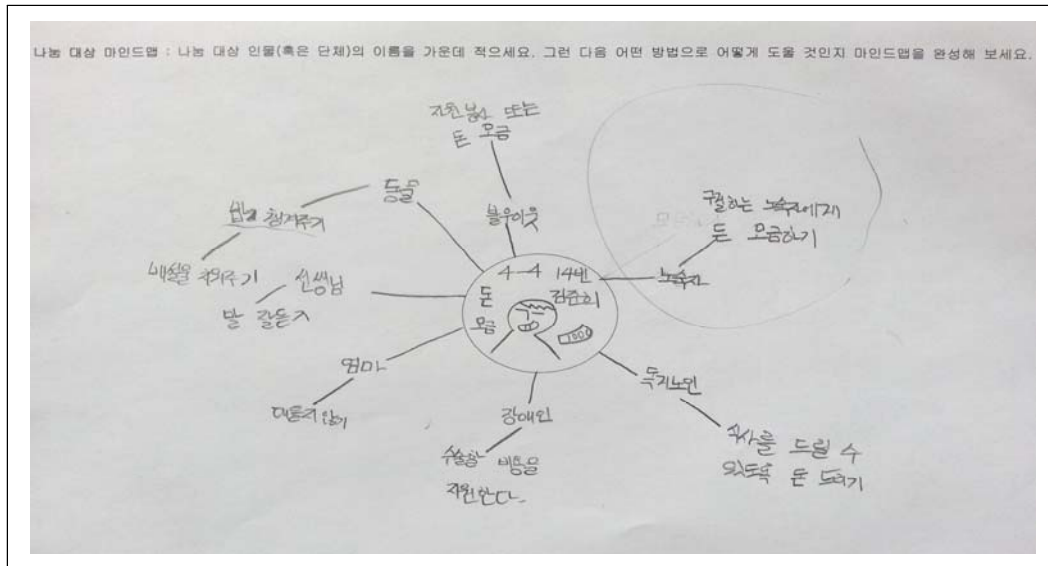 나눔 대상 마인드맵 : 나눔 대상 인물(혹은 단체)의 이름을 가운데 적으세요. 그런 다음 어떤 방법으로 어떻게 도울 것인지 마인드맵을 완성해 보세요.
자원봉사 또는
돈 모금
불우이웃
동물
밥 챙겨주기
배설물 치워주기
선생님
말 잘듣기
엄마
대들지 않기
4-4 14번
김준희
돈
모금
구걸하는 노숙자에게
돈 모금하기
노숙자
독거노인
식사를 드릴 수
있도록 돈 드리기
장애인
수술할 비용을
지원한다.